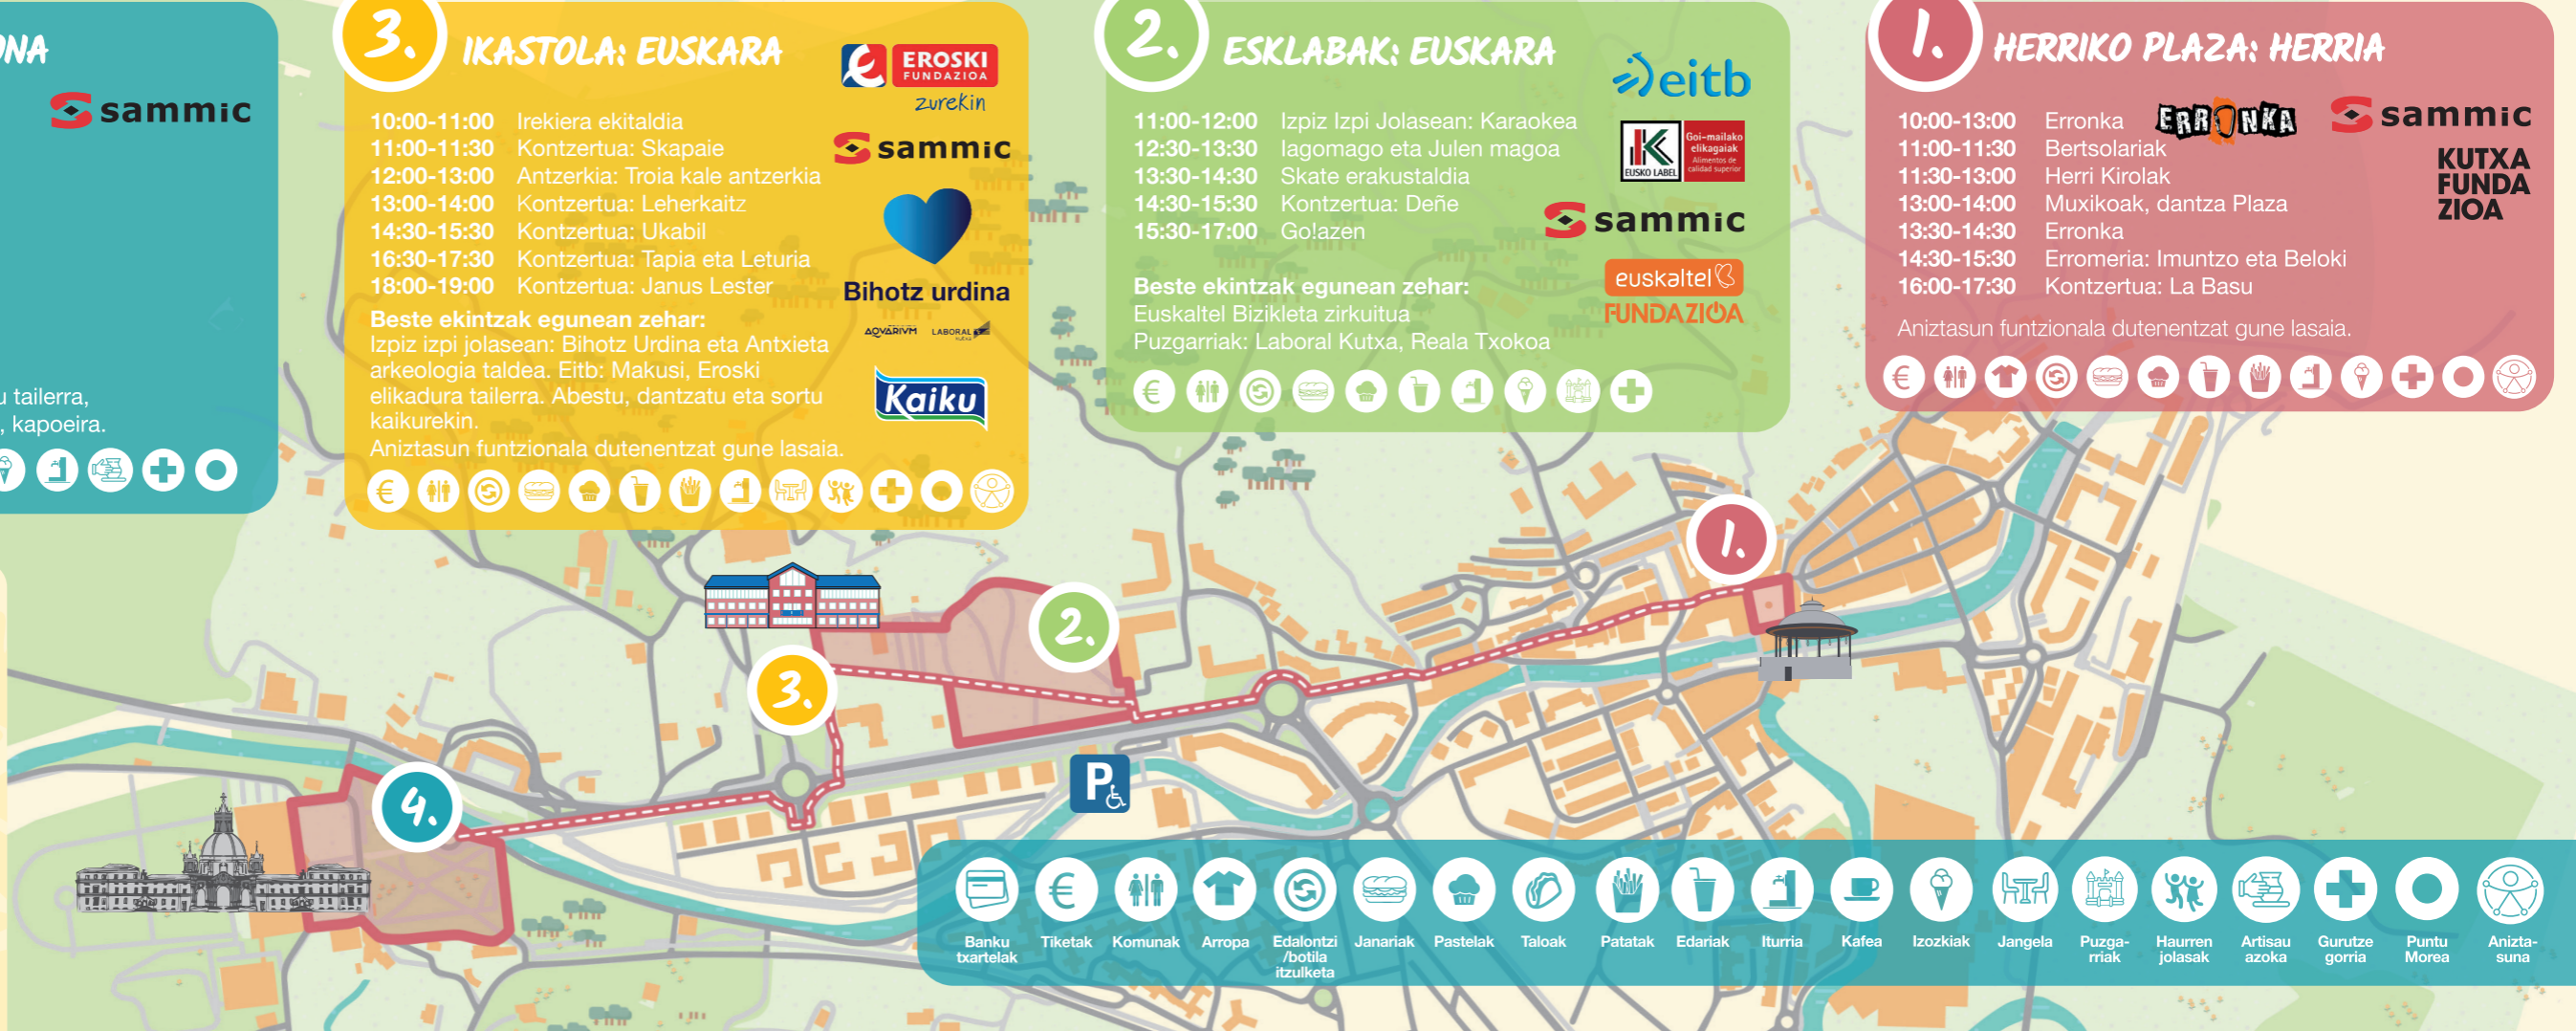 ONA
sammic
u tailerra,
, kapoeira.
3.
IKASTOLA: EUSKARA
EROSKI
FUNDAZIOA
zurekin
sammic
Bihotz urdina
AQVARIVM
LABORAL
Kaiku
10:00-11:00 Irekiera ekitaldia
11:00-11:30 Kontzertua: Skapaie
12:00-13:00 Antzerkia: Troia kale antzerkia
13:00-14:00 Kontzertua: Leherkaitz
14:30-15:30 Kontzertua: Ukabil
16:30-17:30 Kontzertua: Tapia eta Leturia
18:00-19:00 Kontzertua: Janus Lester
Beste ekintzak egunean zehar:
Izpiz izpi jolasean: Bihotz Urdina eta Antxieta
arkeologia taldea. Eitb: Makusi, Eroski
elikadura tailerra. Abestu, dantzatu eta sortu
kaikurekin.
Aniztasun funtzionala dutenentzat gune lasaia.
2.
ESKLABAK: EUSKARA
eitb
EUSKO LABEL
Goi-mailako
elikagaiak
Alimentos de
calidad superior
sammic
euskaltel
FUNDAZIOA
11:00-12:00 Izpiz Izpi Jolasean: Karaokea
12:30-13:30 Iagomago eta Julen magoa
13:30-14:30 Skate erakustaldia
14:30-15:30 Kontzertua: Deñe
15:30-17:00 Go!azen
Beste ekintzak egunean zehar:
Euskaltel Bizikleta zirkuitua
Puzgarriak: Laboral Kutxa, Reala Txokoa
1.
HERRIKO PLAZA: HERRIA
ERRONKA
sammic
KUTXA
FUNDA
ZIOA
10:00-13:00 Erronka
11:00-11:30 Bertsolariak
11:30-13:00 Herri Kirolak
13:00-14:00 Muxikoak, dantza Plaza
13:30-14:30 Erronka
14:30-15:30 Erromeria: Imuntzo eta Beloki
16:00-17:30 Kontzertua: La Basu
Aniztasun funtzionala dutenentzat gune lasaia.
1.
2.
3.
4.
P
Banku
txartelak
Tiketak
Komunak
Arropa
Edalontzi
/botila
itzulketa
Janariak
Pastelak
Taloak
Patatak
Edariak
Iturria
Kafea
Izozkiak
Jangela
Puzga-
rriak
Haurren
jolasak
Artisau
azoka
Gurutze
gorria
Puntu
Morea
Anizta-
suna